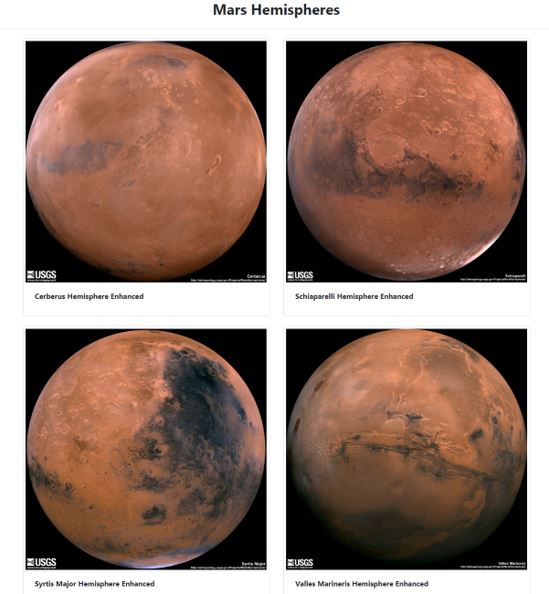 Mars Hemispheres
USGS
Cerberus
Schiaparelli
USGS
Cerberus Hemisphere Enhanced
Schiaparelli Hemisphere Enhanced
USGS
Syrtis Major
Valles Marineris
USGS
Syrtis Major Hemisphere Enhanced
Valles Marineris Hemisphere Enhanced